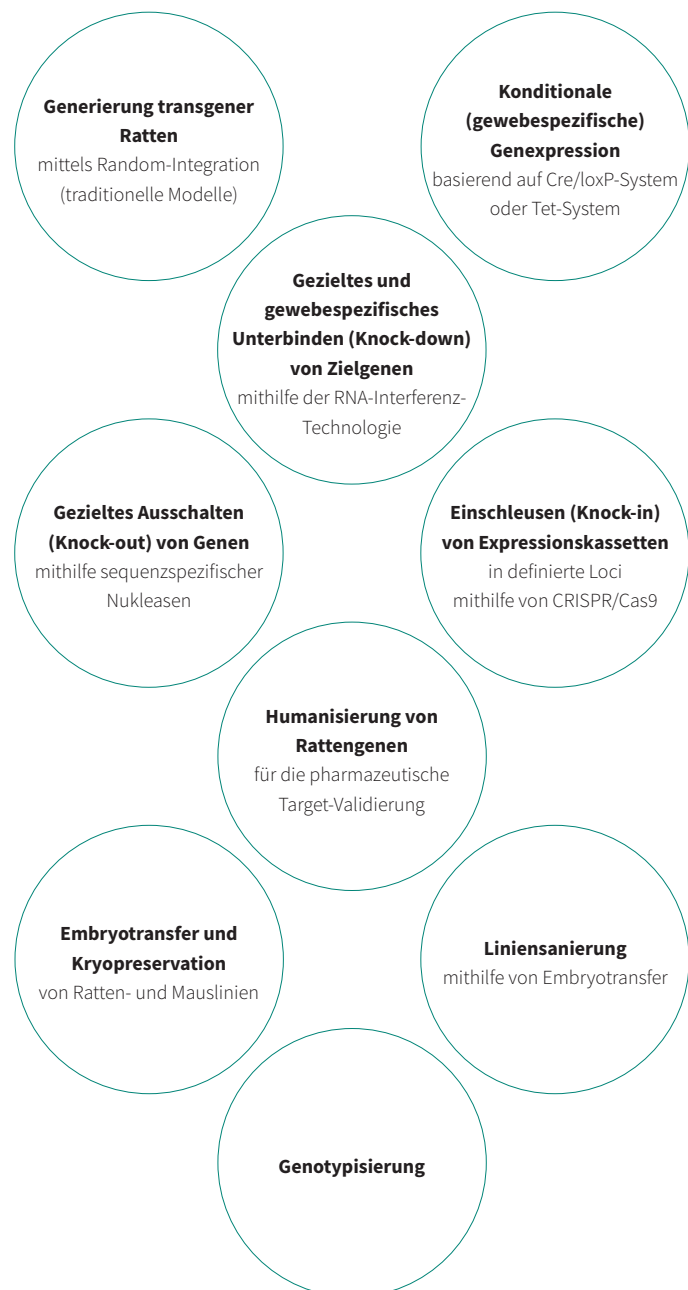 Generierung transgener
Ratten
mittels Random-Integration
(traditionelle Modelle)
Konditionale
(gewebespezifische)
Genexpression
basierend auf Cre/loxP-System
oder Tet-System
Gezieltes und
gewebespezifisches
Unterbinden (Knock-down)
von Zielgenen
mithilfe der RNA-Interferenz-
Technologie
Gezieltes Ausschalten
(Knock-out) von Genen
mithilfe sequenzspezifischer
Nukleasen
Einschleusen (Knock-in)
von Expressionskassetten
in definierte Loci
mithilfe von CRISPR/Cas9
Humanisierung von
Rattengenen
für die pharmazeutische
Target-Validierung
Embryotransfer und
Kryopreservation
von Ratten- und Mauslinien
Liniensanierung
mithilfe von Embryotransfer
Genotypisierung